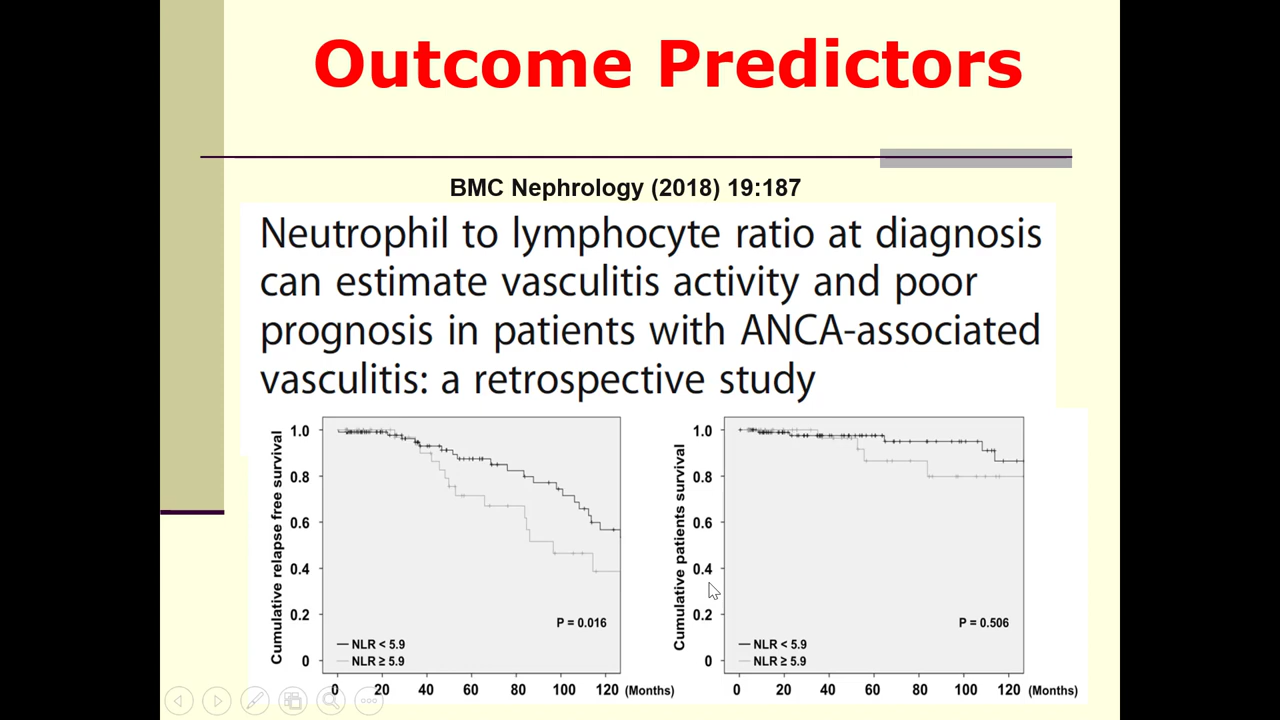 Outcome Predictors
BMC Nephrology (2018) 19:187
Neutrophil to lymphocyte ratio at diagnosis
can estimate vasculitis activity and poor
prognosis in patients with ANCA-associated
vasculitis: a retrospective study
Cumulative relapse free survival
1.0
0.8
0.6
0.4
0.2
0
P = 0.016
NLR < 5.9
NLR ≥ 5.9
0 20 40 60 80 100 120 (Months)
Cumulative patients survival
1.0
0.8
0.6
0.4
0.2
0
P = 0.506
NLR < 5.9
NLR ≥ 5.9
0 20 40 60 80 100 120 (Months)